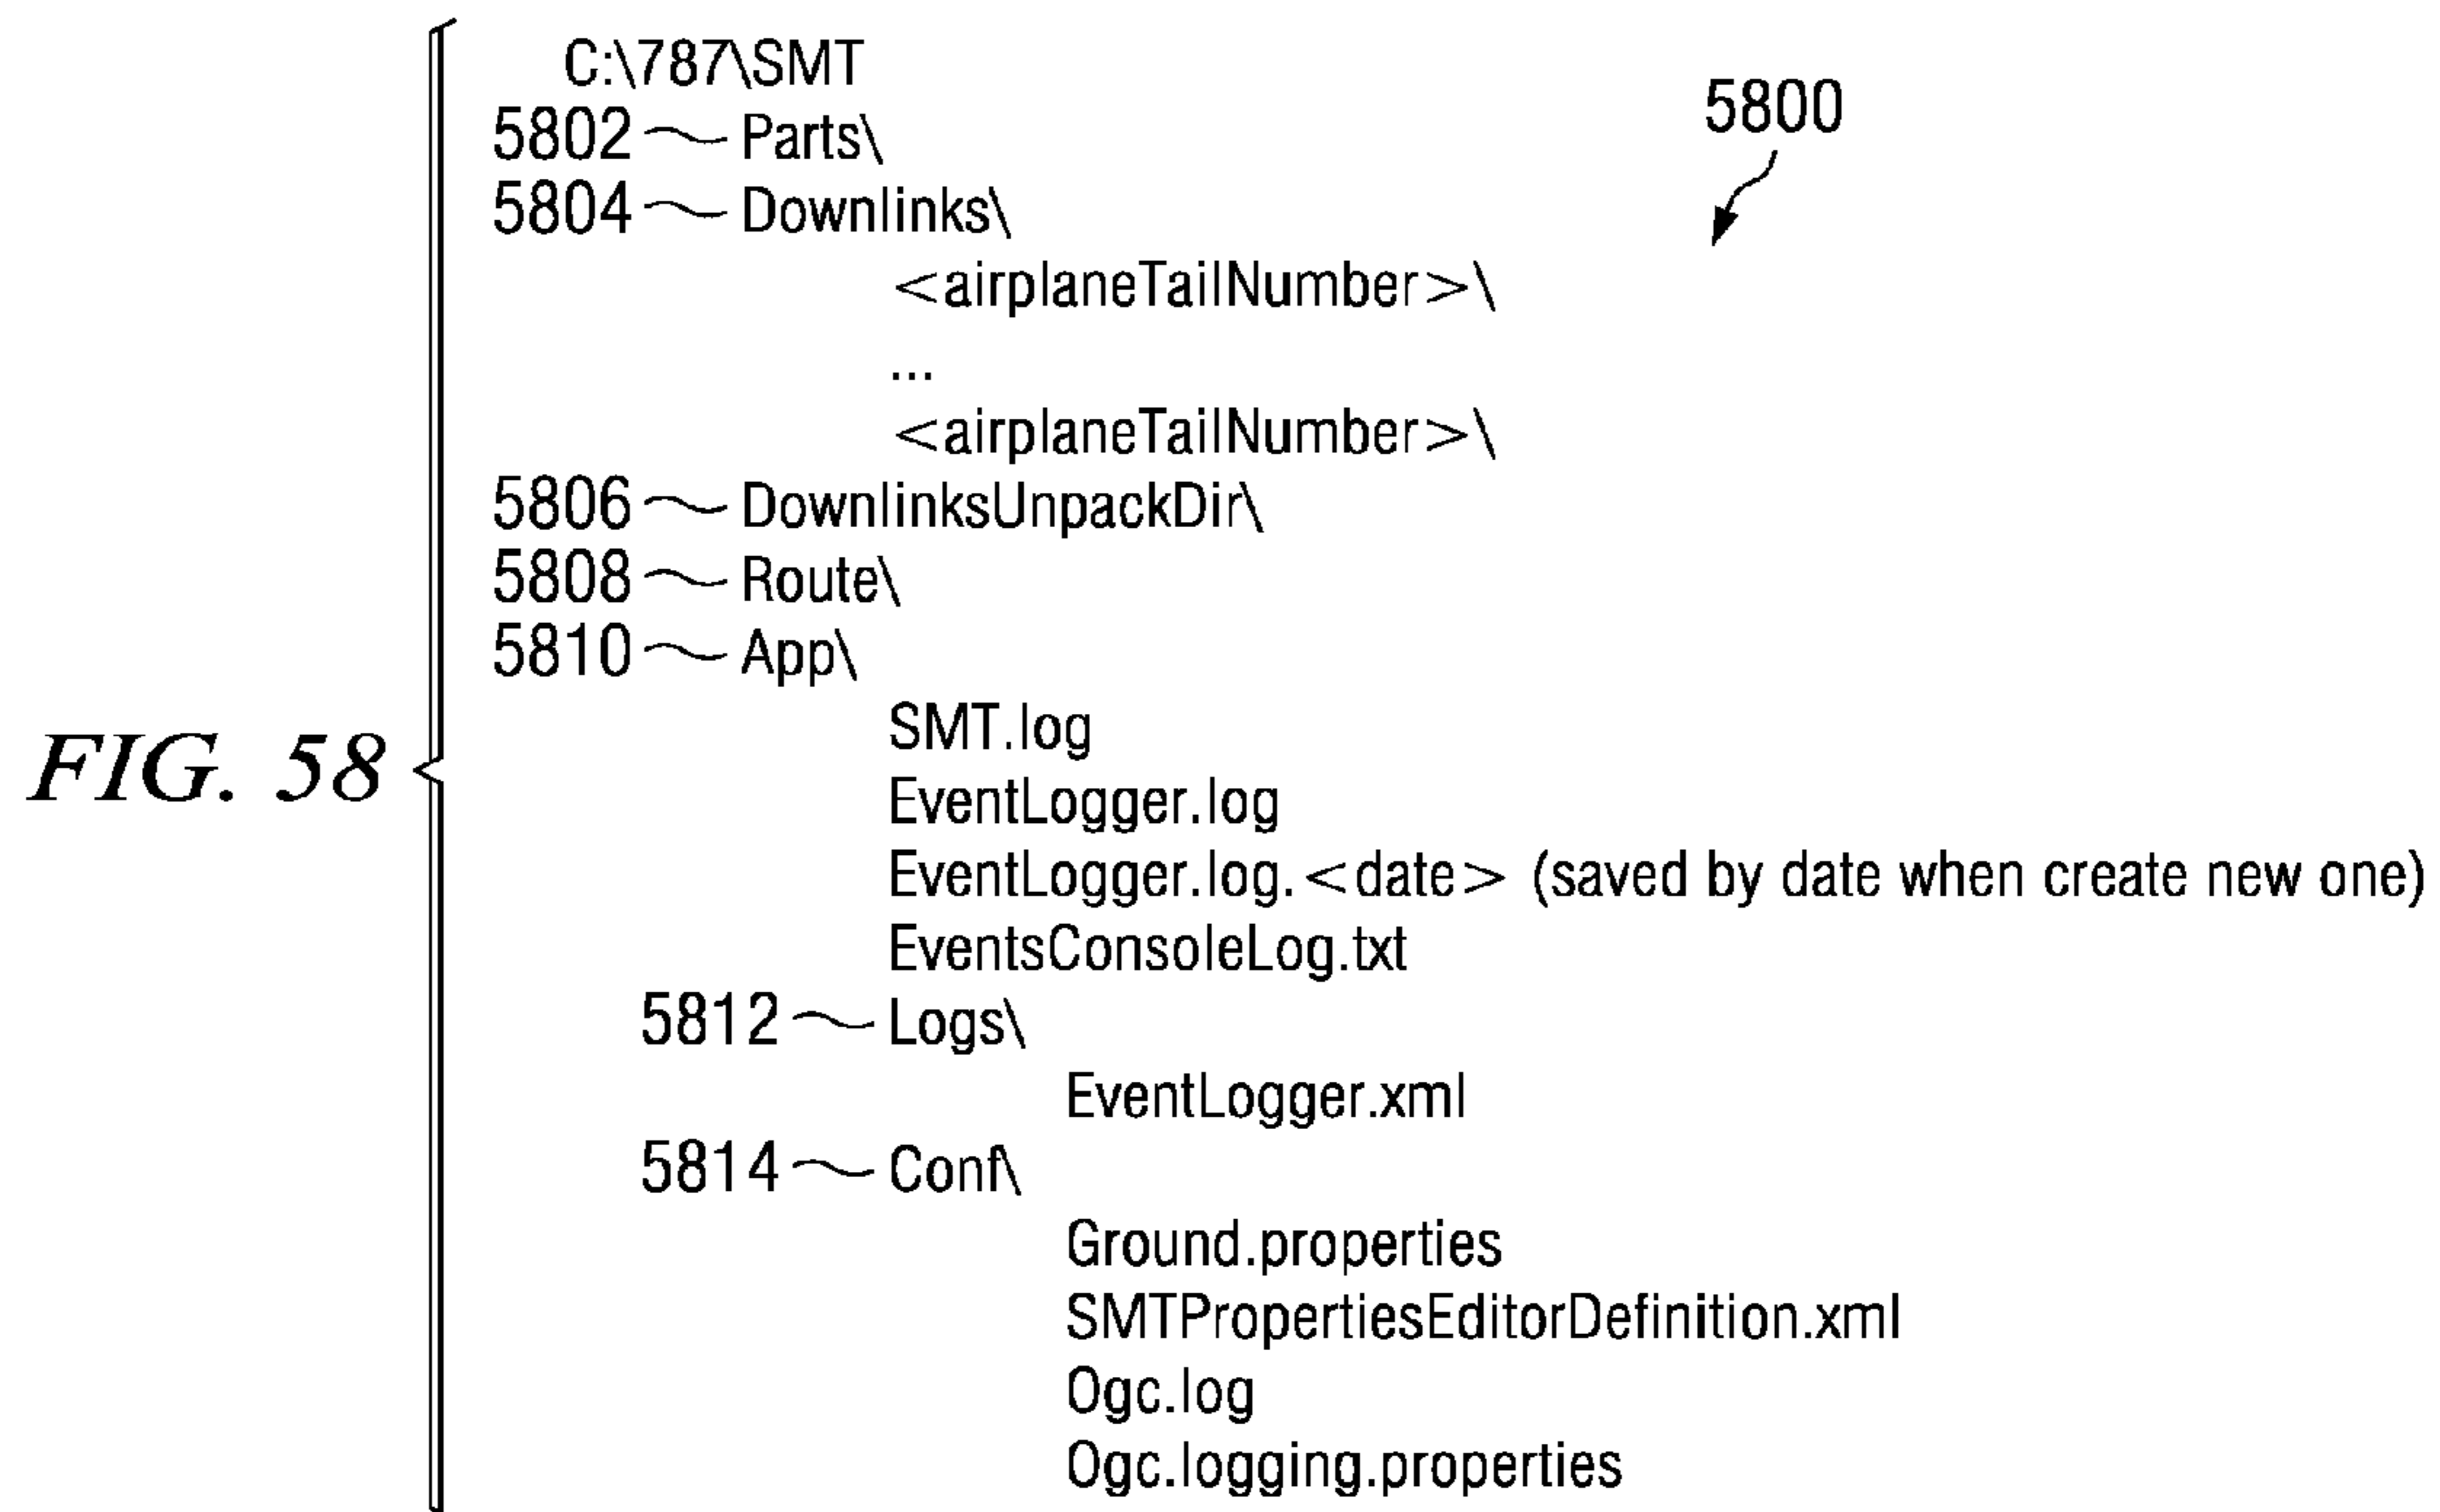 C:\787\SMT
5800
5802 Parts\
5804 Downlinks\
<airplaneTailNumber>\
...
<airplaneTailNumber>\
5806 DownlinksUnpackDir\
5808 Route\
5810 App\
SMT.log
FIG. 58
EventLogger.log
EventLogger.log.<date> (saved by date when create new one)
EventsConsoleLog.txt
5812 Logs\
EventLogger.xml
5814 Conf\
Ground.properties
SMTPropertiesEditorDefinition.xml
Ogc.log
Ogc.logging.properties